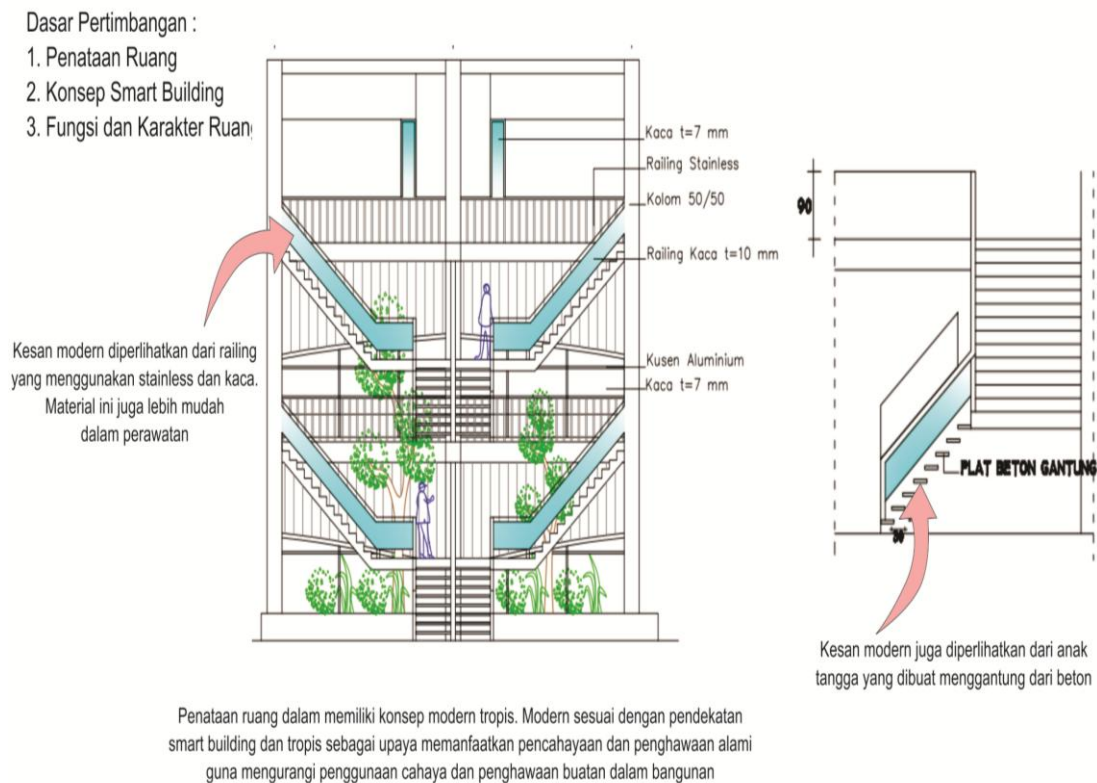 Dasar Pertimbangan :
1. Penataan Ruang
2. Konsep Smart Building
3. Fungsi dan Karakter Ruan
Kaca t=7 mm
Railing Stainless
Kolom 50/50
Railing Kaca t=10 mm
Kusen Aluminium
Kaca t=7 mm
Kesan modern diperlihatkan dari railing
yang menggunakan stainless dan kaca.
Material ini juga lebih mudah
dalam perawatan
90
PLAT BETON GANTUNG
30
Kesan modern juga diperlihatkan dari anak
tangga yang dibuat menggantung dari beton
Penataan ruang dalam memiliki konsep modern tropis. Modern sesuai dengan pendekatan
smart building dan tropis sebagai upaya memanfaatkan pencahayaan dan penghawaan alami
guna mengurangi penggunaan cahaya dan penghawaan buatan dalam bangunan